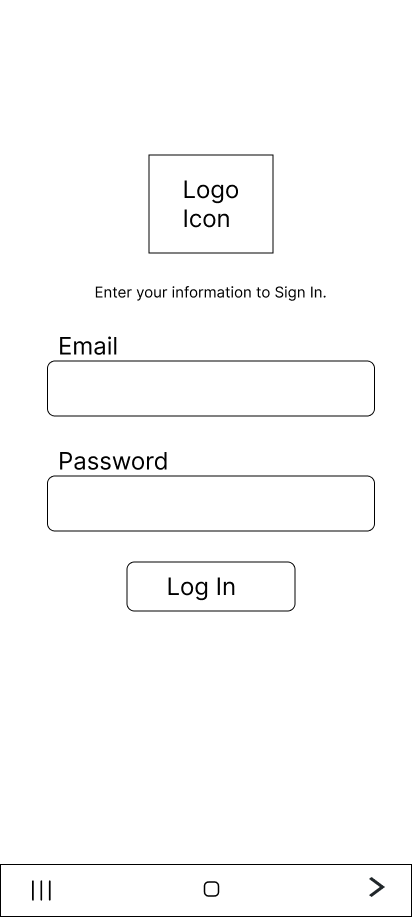 Logo
Icon
Enter your information to Sign In.
Email
Password
Log In